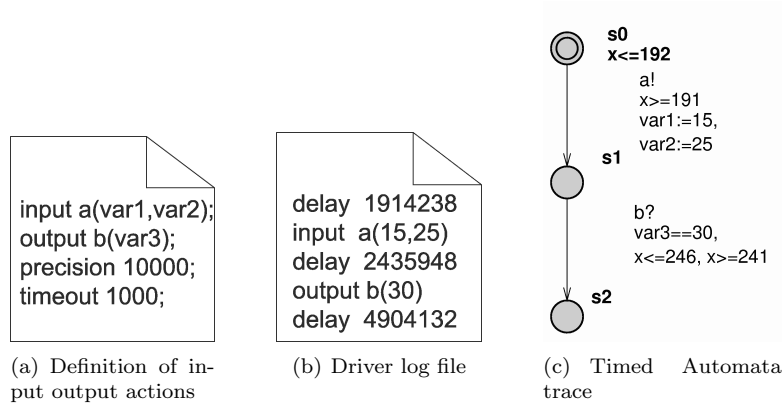 input a(var1,var2);
output b(var3);
precision 10000;
timeout 1000;
(a) Definition of in-
put output actions
delay 1914238
input a(15,25)
delay 2435948
output b(30)
delay 4904132
(b) Driver log file
s0
x<=192
a!
x>=191
var1:=15,
var2:=25
s1
b?
var3==30,
x<=246, x>=241
s2
(c) Timed Automata
trace